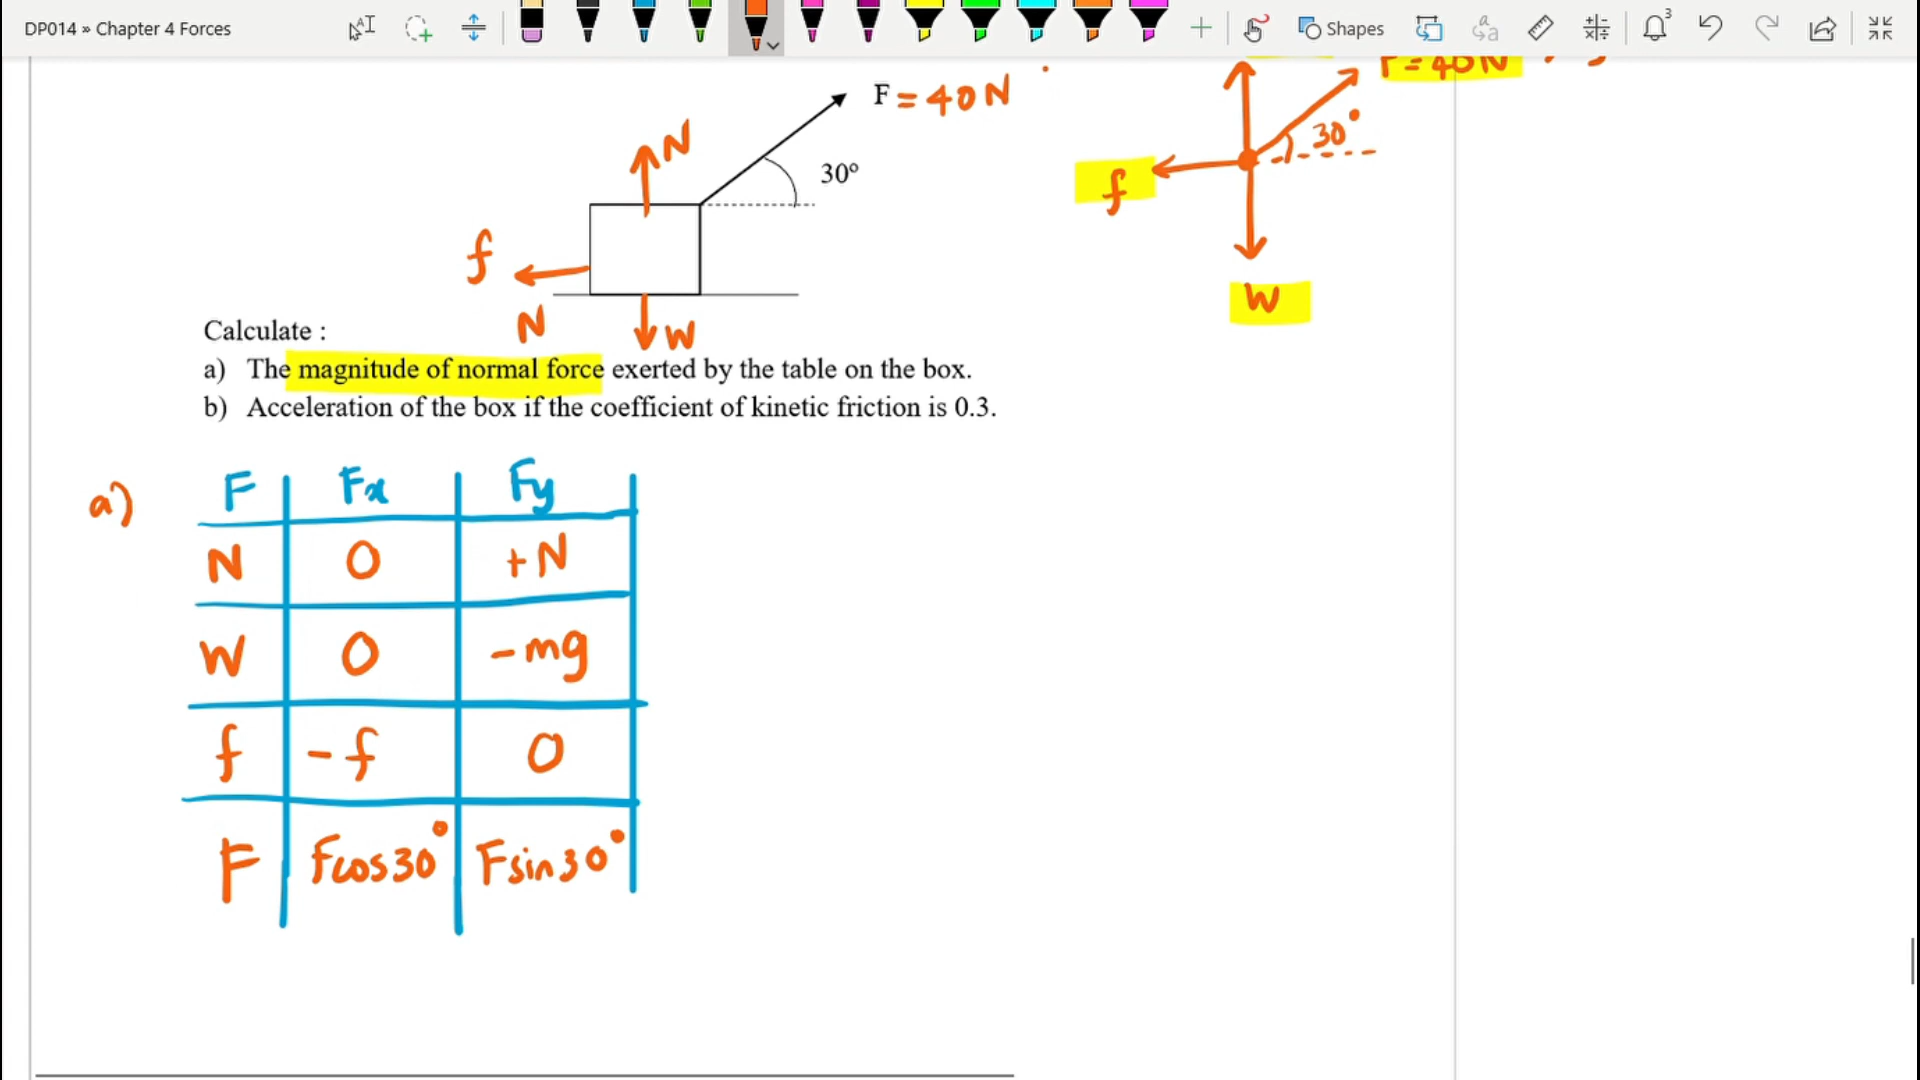 DP014 » Chapter 4 Forces
Shapes
3
F = 40 N
F = 40N
30°
30°
N
f
f
N
W
W
Calculate :
a) The magnitude of normal force exerted by the table on the box.
b) Acceleration of the box if the coefficient of kinetic friction is 0.3.
a)
F Fx Fy
N 0 +N
W 0 -mg
f -f 0
F Fcos30° Fsin30°